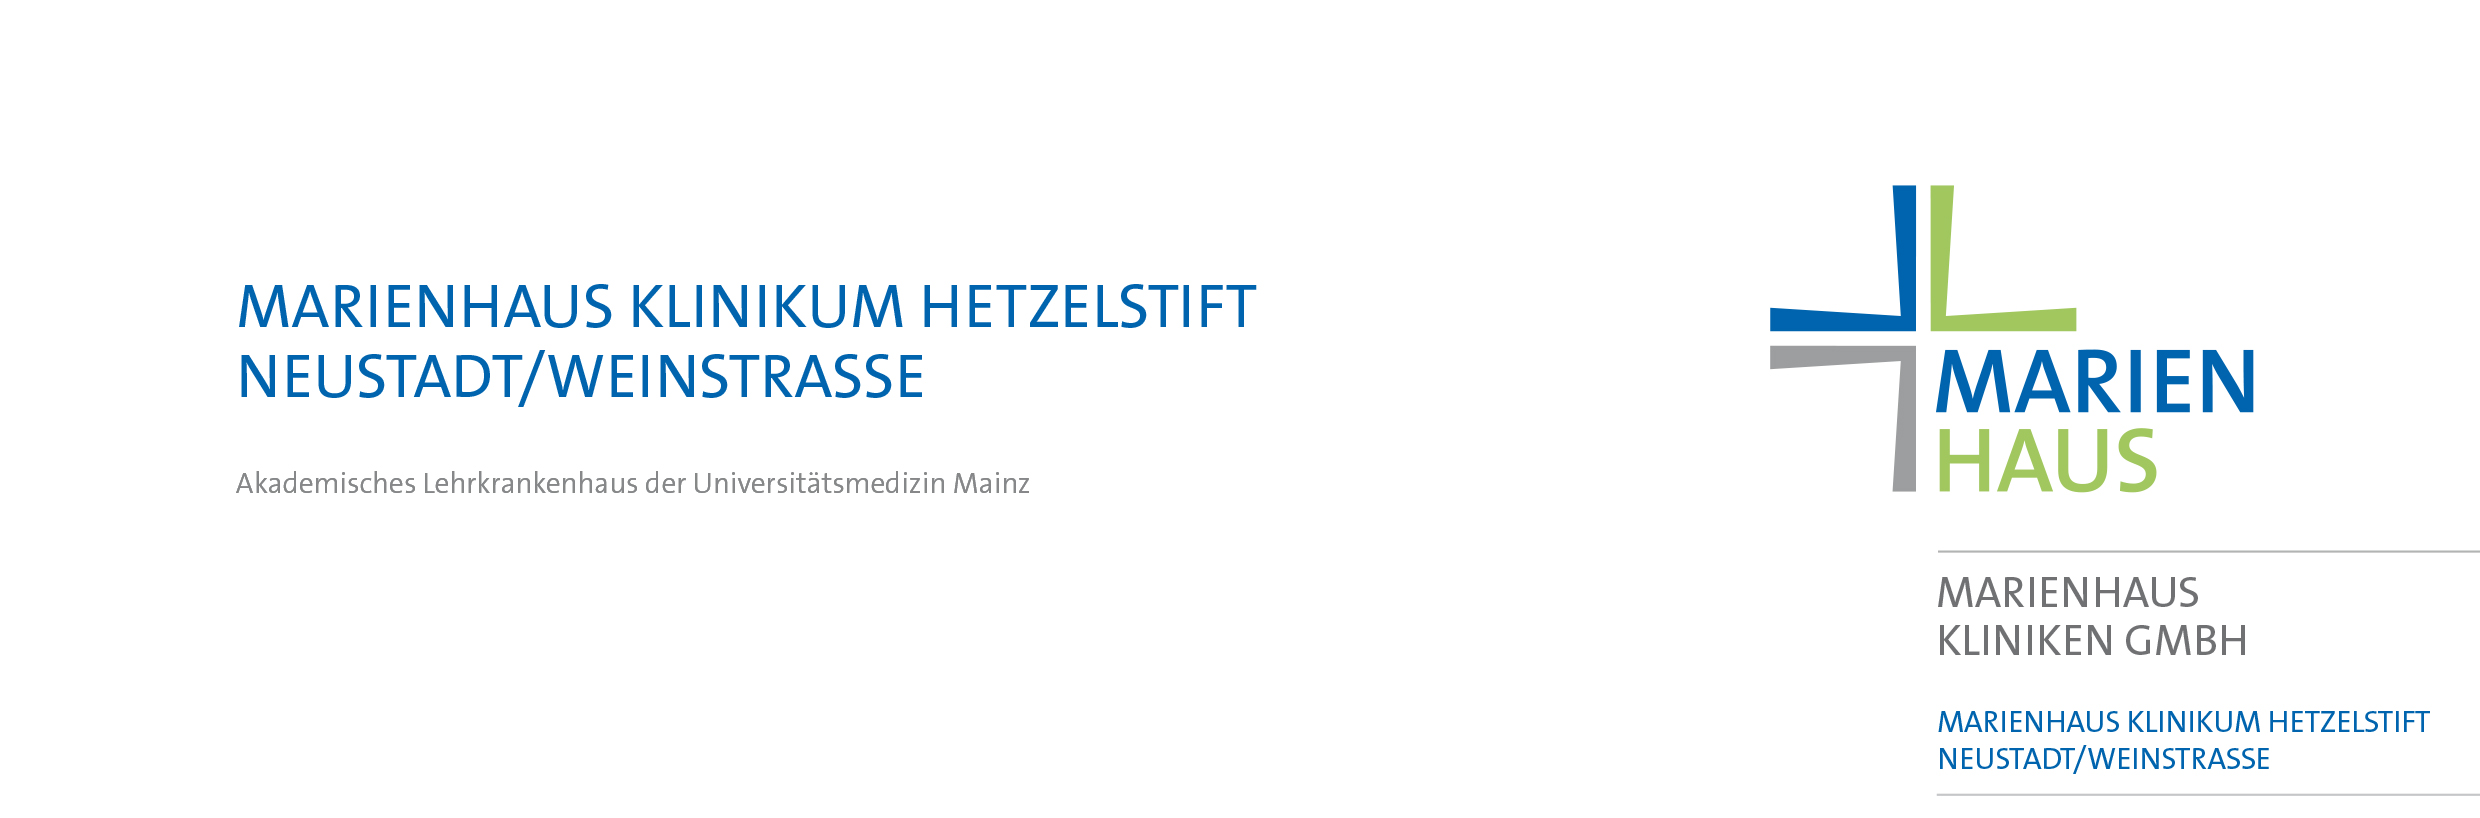 MARIENHAUS KLINIKUM HETZELSTIFT
NEUSTADT/WEINSTRASSE
Akademisches Lehrkrankenhaus der Universitätsmedizin Mainz
MARIEN
HAUS
MARIENHAUS
KLINIKEN GMBH
MARIENHAUS KLINIKUM HETZELSTIFT
NEUSTADT/WEINSTRASSE